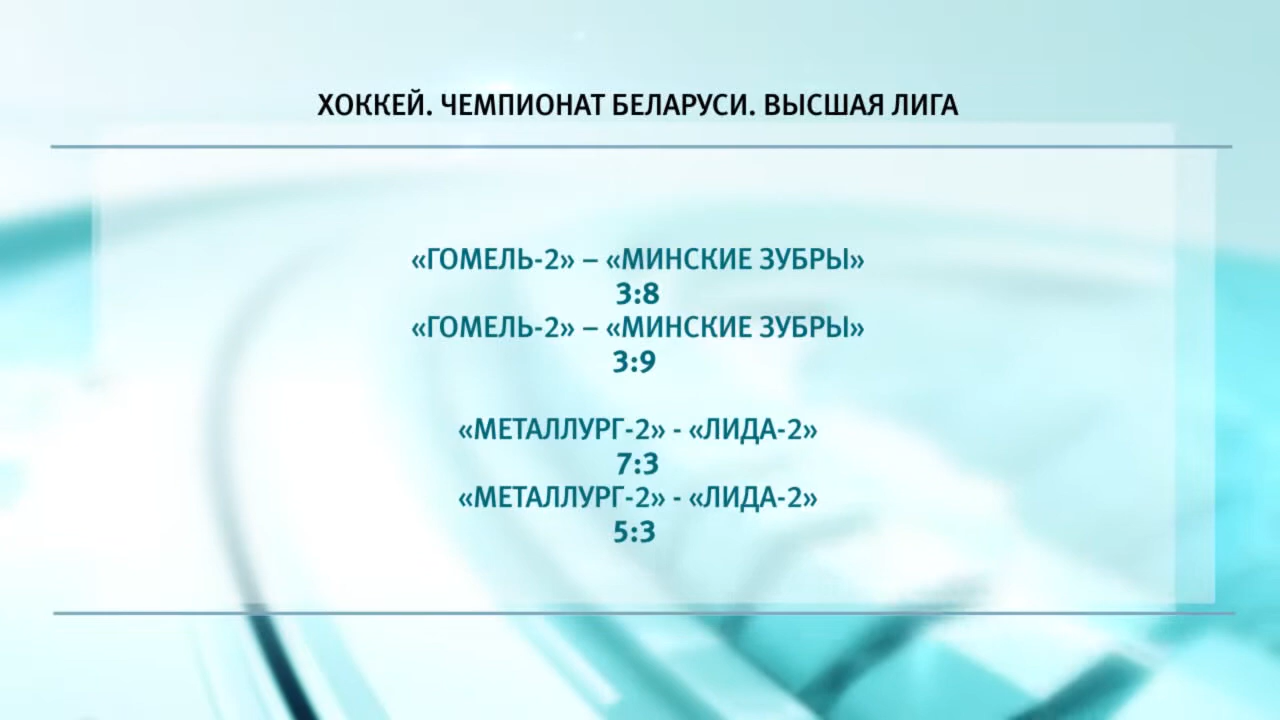 ХОККЕЙ. ЧЕМПИОНАТ БЕЛАРУСИ. ВЫСШАЯ ЛИГА
«ГОМЕЛЬ-2» – «МИНСКИЕ ЗУБРЫ»
3:8
«ГОМЕЛЬ-2» – «МИНСКИЕ ЗУБРЫ»
3:9
«МЕТАЛЛУРГ-2» - «ЛИДА-2»
7:3
«МЕТАЛЛУРГ-2» - «ЛИДА-2»
5:3